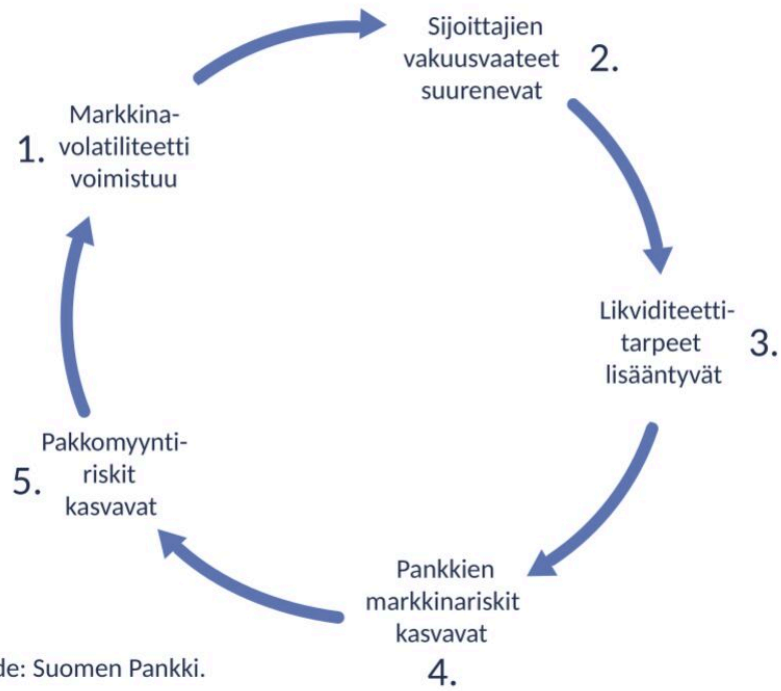 1.
Markkina-
volatiliteetti
voimistuu
Sijoittajien
vakuusvaateet
suurenevat
2.
Likviditeetti-
tarpeet
lisääntyvät
3.
Pankkien
markkinariskit
kasvavat
4.
Pakkomyynti-
riskit
kasvavat
5.
de: Suomen Pankki.